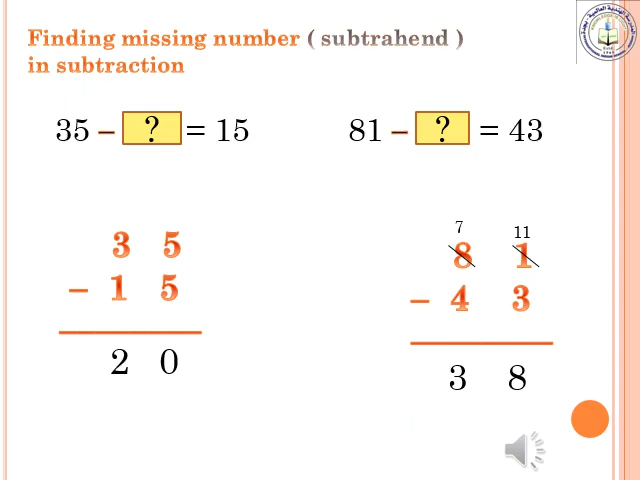 Finding missing number ( subtrahend )
in subtraction
35 – ? = 15
81 – ? = 43
3 5
– 1 5
2 0
7 11
8 1
– 4 3
3 8